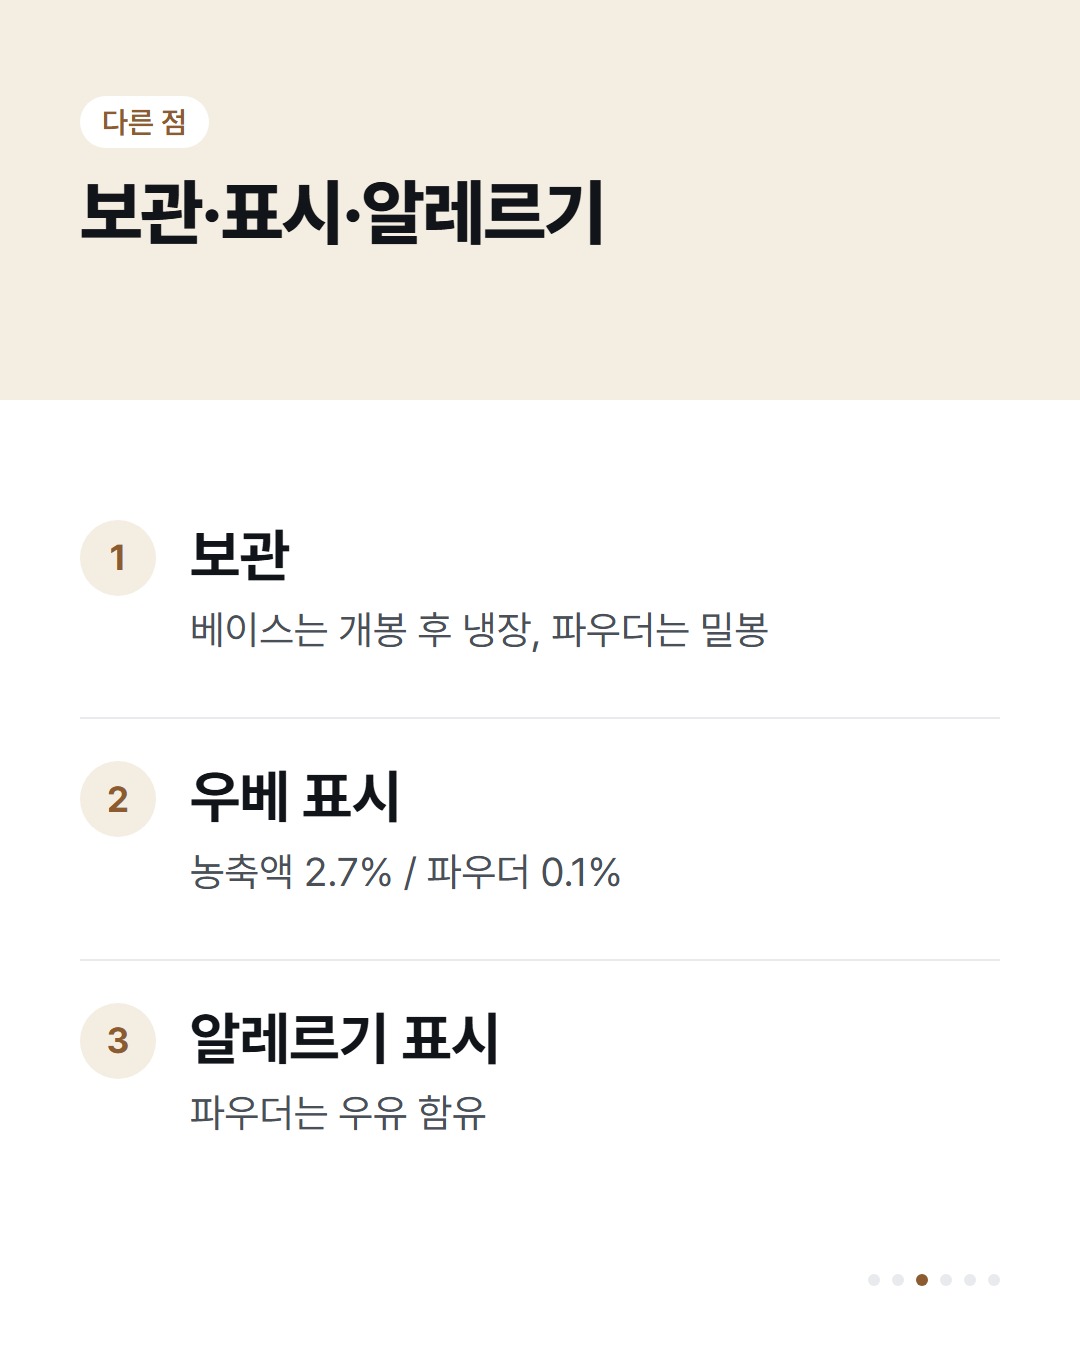 다른 점
보관·표시·알레르기
1
보관
베이스는 개봉 후 냉장, 파우더는 밀봉
2
우베 표시
농축액 2.7% / 파우더 0.1%
3
알레르기 표시
파우더는 우유 함유